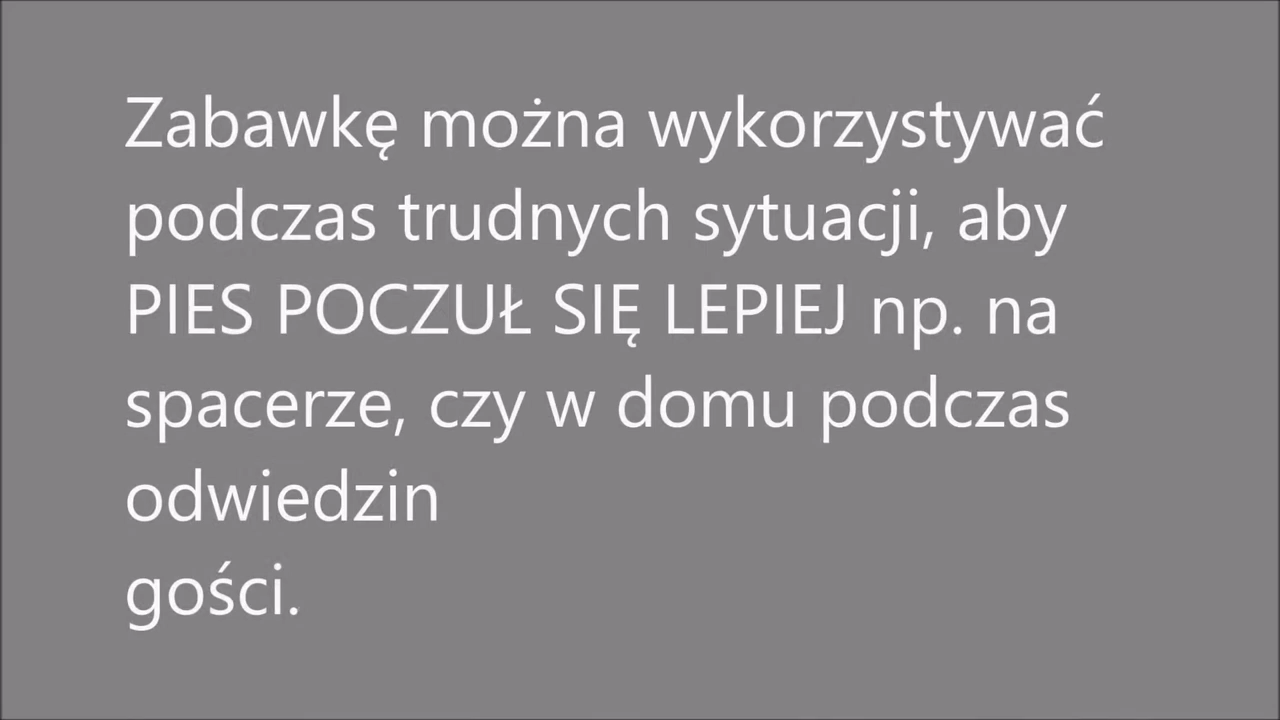 Zabawkę można wykorzystywać
podczas trudnych sytuacji, aby
PIES POCZUŁ SIĘ LEPIEJ np. na
spacerze, czy w domu podczas
odwiedzin
gości.